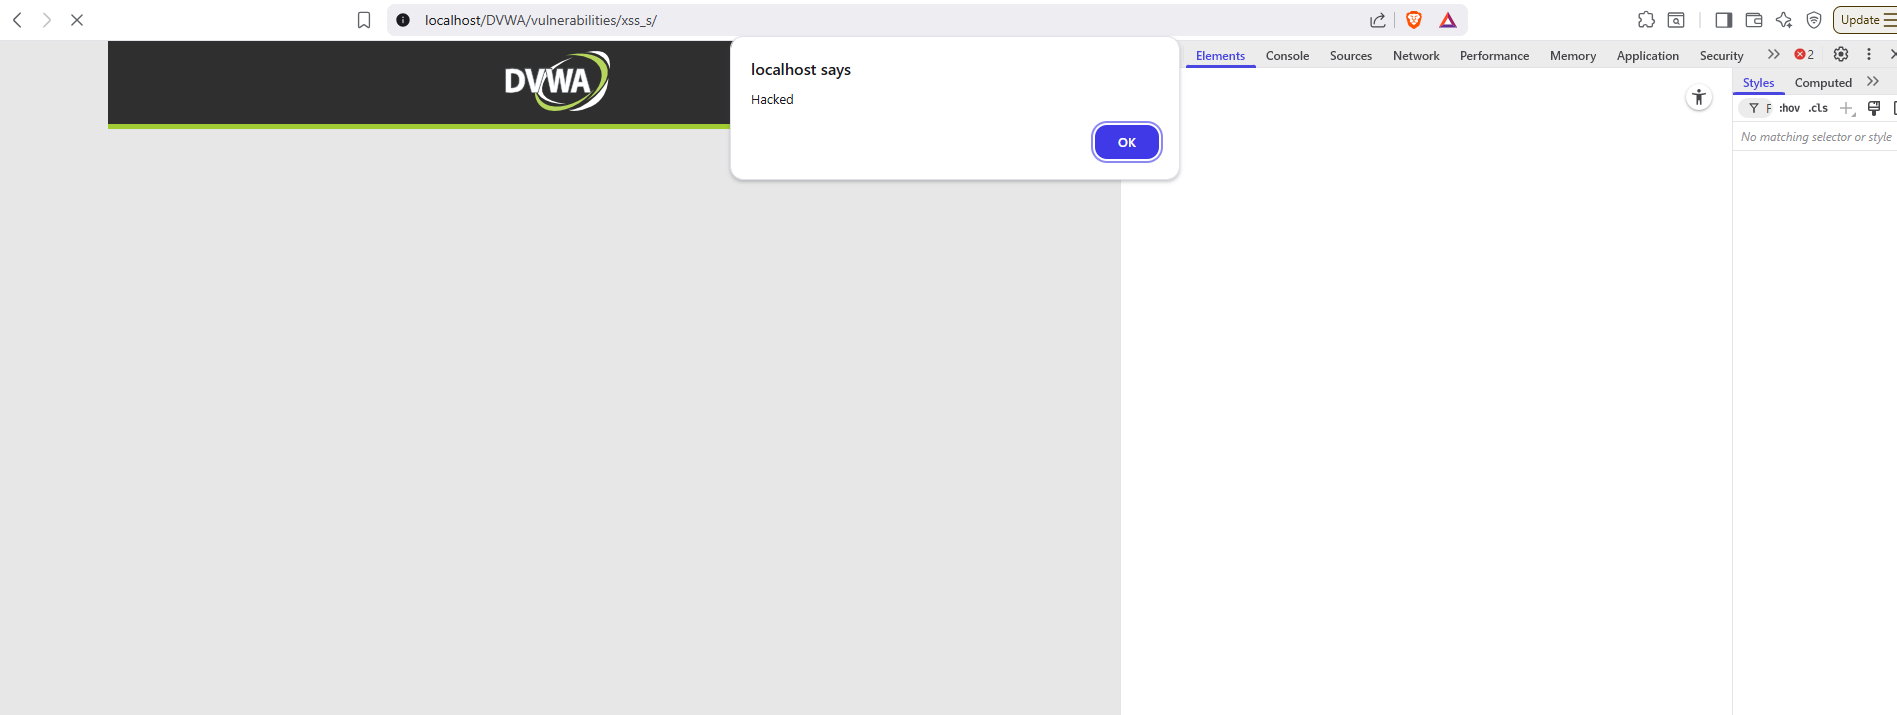 localhost/DVWA/vulnerabilities/xss_s/
Update
DVWA
localhost says
Hacked
OK
Elements Console Sources Network Performance Memory Application Security 2
Styles Computed
F :hov .cls
No matching selector or style